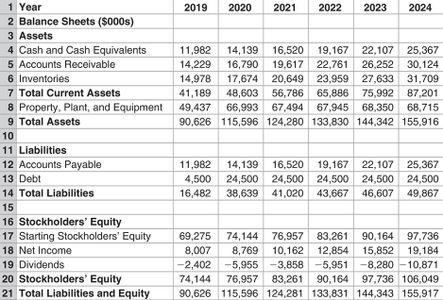 1 Year 2019 2020 2021 2022 2023 2024
2 Balance Sheets ($000s)
3 Assets
4 Cash and Cash Equivalents 11,982 14,139 16,520 19,167 22,107 25,367
5 Accounts Receivable 14,229 16,790 19,617 22,761 26,252 30,124
6 Inventories 14,978 17,674 20,649 23,959 27,633 31,709
7 Total Current Assets 41,189 48,603 56,786 65,886 75,992 87,201
8 Property, Plant, and Equipment 49,437 66,993 67,494 67,945 68,350 68,715
9 Total Assets 90,626 115,596 124,280 133,830 144,342 155,916
10
11 Liabilities
12 Accounts Payable 11,982 14,139 16,520 19,167 22,107 25,367
13 Debt 4,500 24,500 24,500 24,500 24,500 24,500
14 Total Liabilities 16,482 38,639 41,020 43,667 46,607 49,867
15
16 Stockholders' Equity
17 Starting Stockholders' Equity 69,275 74,144 76,957 83,261 90,164 97,736
18 Net Income 8,007 8,769 10,162 12,854 15,852 19,184
19 Dividends −2,402 −5,955 −3,858 −5,951 −8,280 −10,871
20 Stockholders' Equity 74,144 76,957 83,261 90,164 97,736 106,049
21 Total Liabilities and Equity 90,626 115,596 124,281 133,831 144,343 155,917